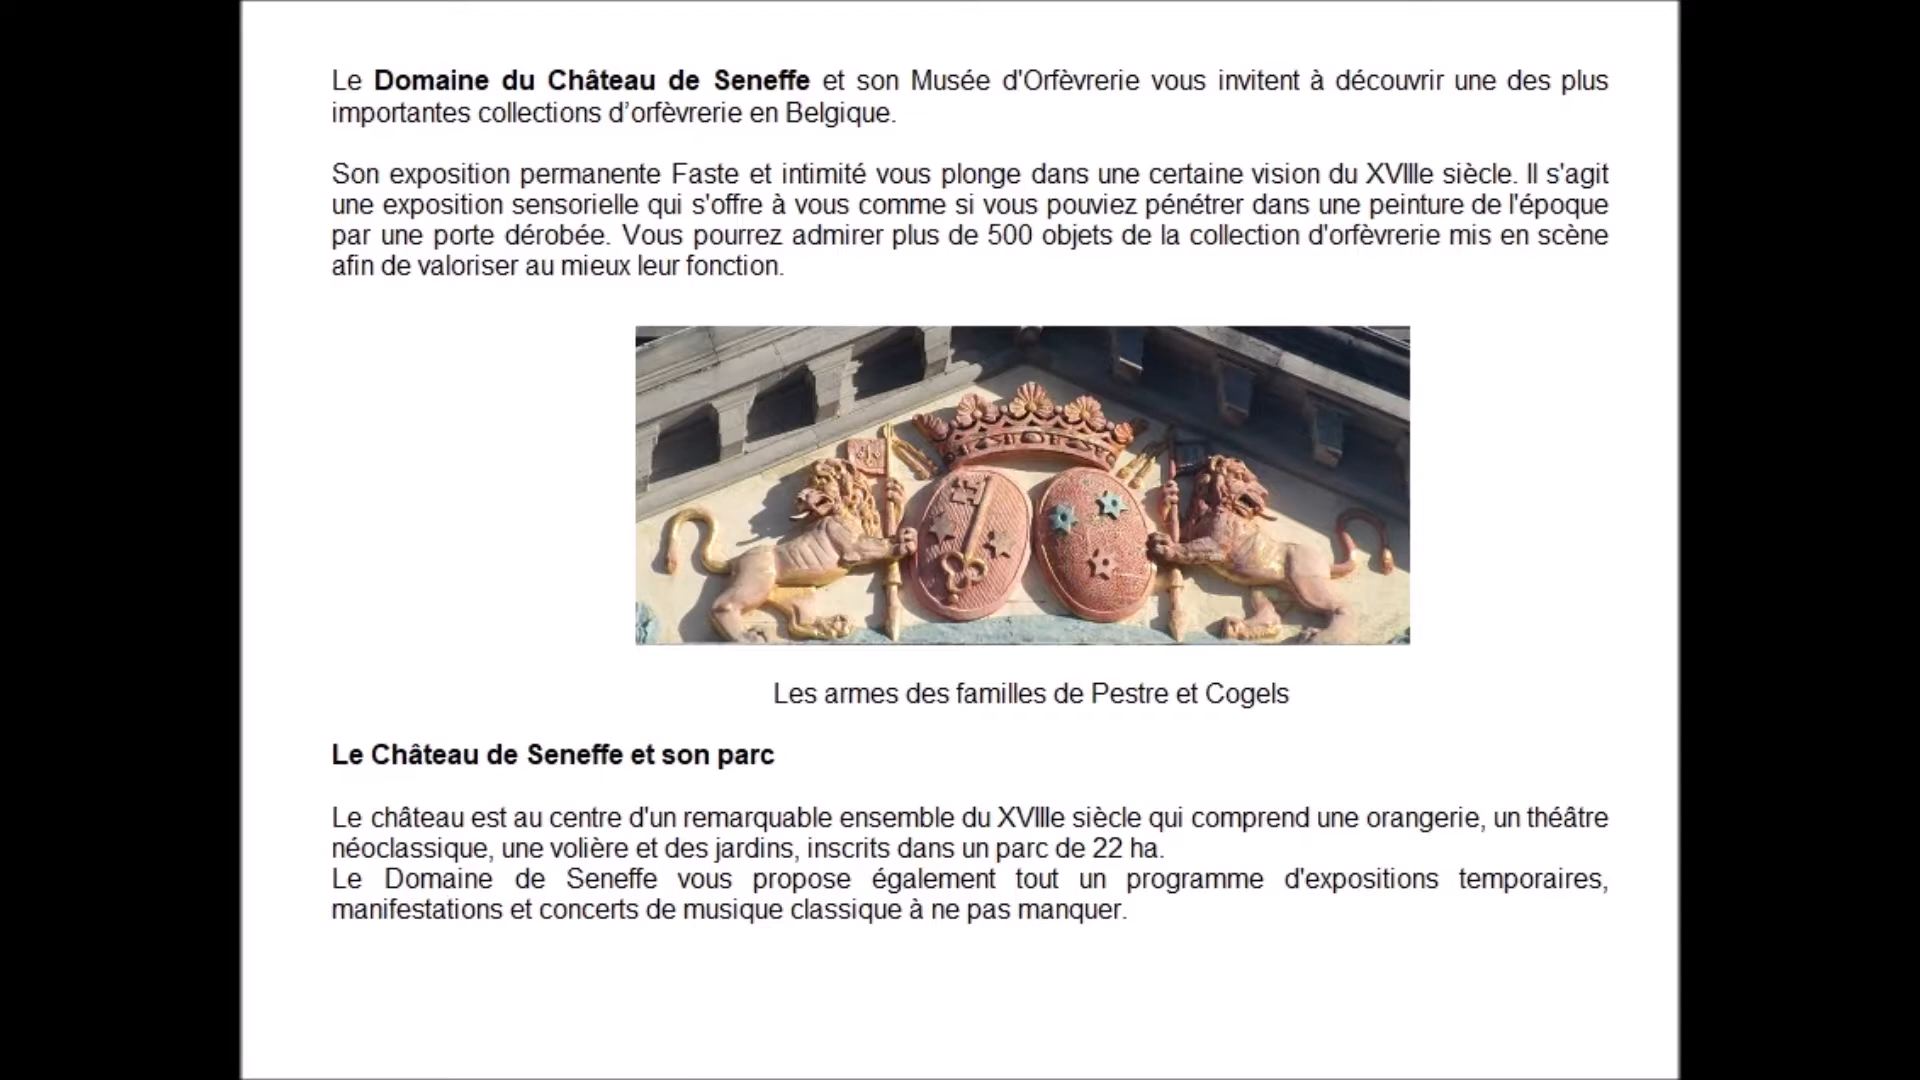 Le Domaine du Château de Seneffe et son Musée d'Orfèvrerie vous invitent à découvrir une des plus
importantes collections d’orfèvrerie en Belgique.
Son exposition permanente Faste et intimité vous plonge dans une certaine vision du XVIIIe siècle. Il s'agit
une exposition sensorielle qui s'offre à vous comme si vous pouviez pénétrer dans une peinture de l'époque
par une porte dérobée. Vous pourrez admirer plus de 500 objets de la collection d'orfèvrerie mis en scène
afin de valoriser au mieux leur fonction.
Les armes des familles de Pestre et Cogels
Le Château de Seneffe et son parc
Le château est au centre d'un remarquable ensemble du XVIIIe siècle qui comprend une orangerie, un théâtre
néoclassique, une volière et des jardins, inscrits dans un parc de 22 ha.
Le Domaine de Seneffe vous propose également tout un programme d'expositions temporaires,
manifestations et concerts de musique classique à ne pas manquer.